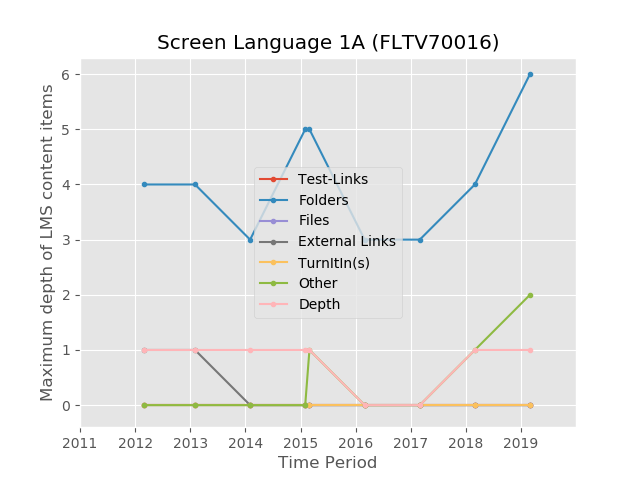 Screen Language 1A (FLTV70016)
Maximum depth of LMS content items
6
5
4
3
2
1
0
Test-Links
Folders
Files
External Links
TurnItIn(s)
Other
Depth
2011 2012 2013 2014 2015 2016 2017 2018 2019
Time Period